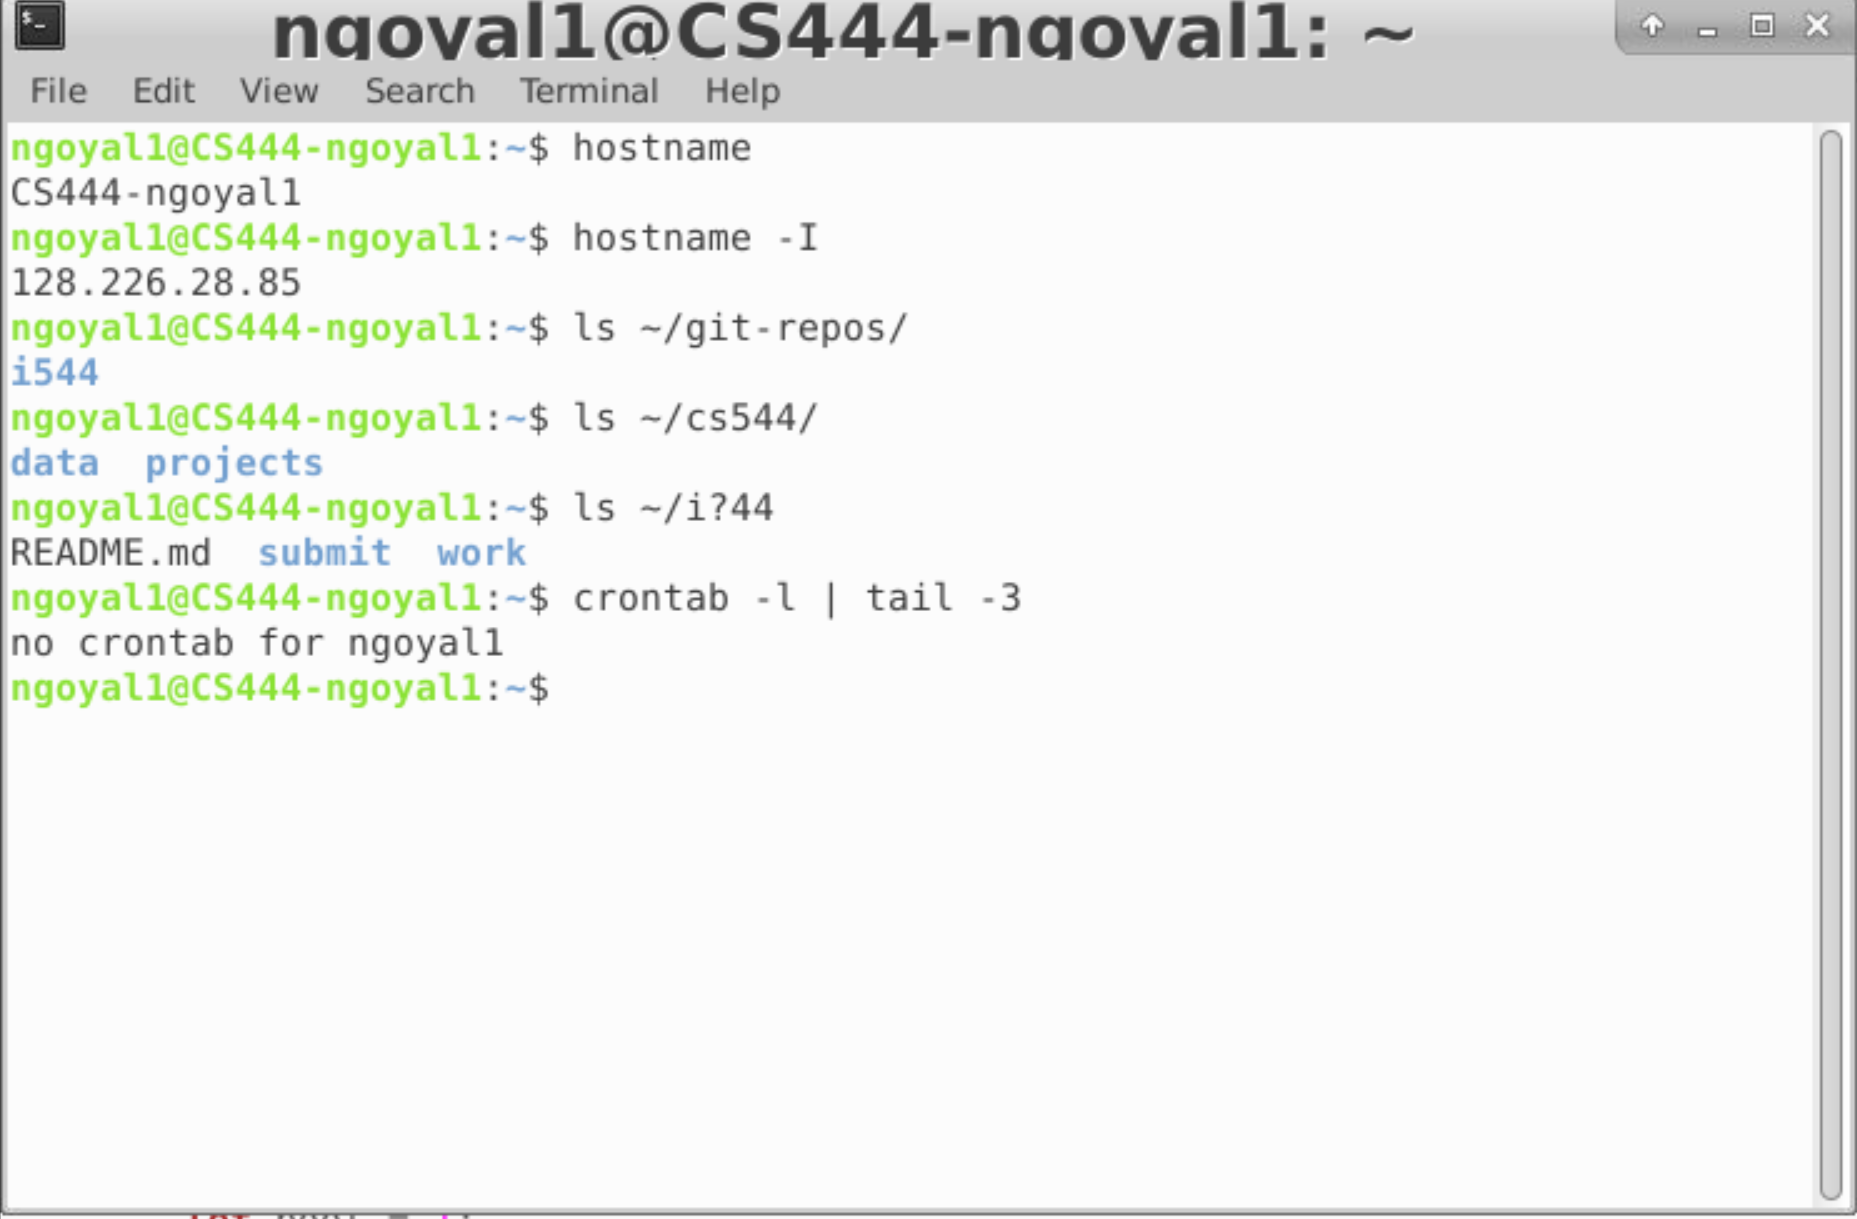 ngoyal1@CS444-ngoyal1: ~
File Edit View Search Terminal Help
ngoyal1@CS444-ngoyal1:~$ hostname
CS444-ngoyal1
ngoyal1@CS444-ngoyal1:~$ hostname -I
128.226.28.85
ngoyal1@CS444-ngoyal1:~$ ls ~/git-repos/
i544
ngoyal1@CS444-ngoyal1:~$ ls ~/cs544/
data  projects
ngoyal1@CS444-ngoyal1:~$ ls ~/i?44
README.md  submit  work
ngoyal1@CS444-ngoyal1:~$ crontab -l | tail -3
no crontab for ngoyal1
ngoyal1@CS444-ngoyal1:~$